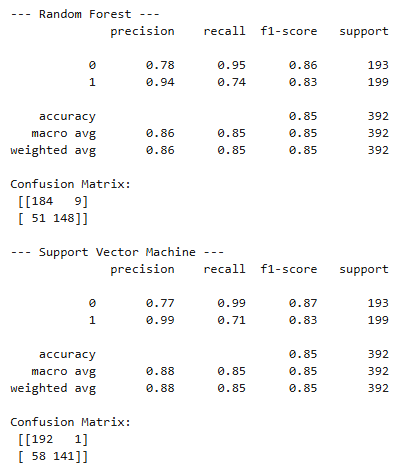 --- Random Forest ---
              precision    recall  f1-score   support

           0       0.78      0.95      0.86       193
           1       0.94      0.74      0.83       199

    accuracy                           0.85       392
   macro avg       0.86      0.85      0.85       392
weighted avg       0.86      0.85      0.85       392

Confusion Matrix:
 [[184   9]
 [ 51 148]]

--- Support Vector Machine ---
              precision    recall  f1-score   support

           0       0.77      0.99      0.87       193
           1       0.99      0.71      0.83       199

    accuracy                           0.85       392
   macro avg       0.88      0.85      0.85       392
weighted avg       0.88      0.85      0.85       392

Confusion Matrix:
 [[192   1]
 [ 58 141]]